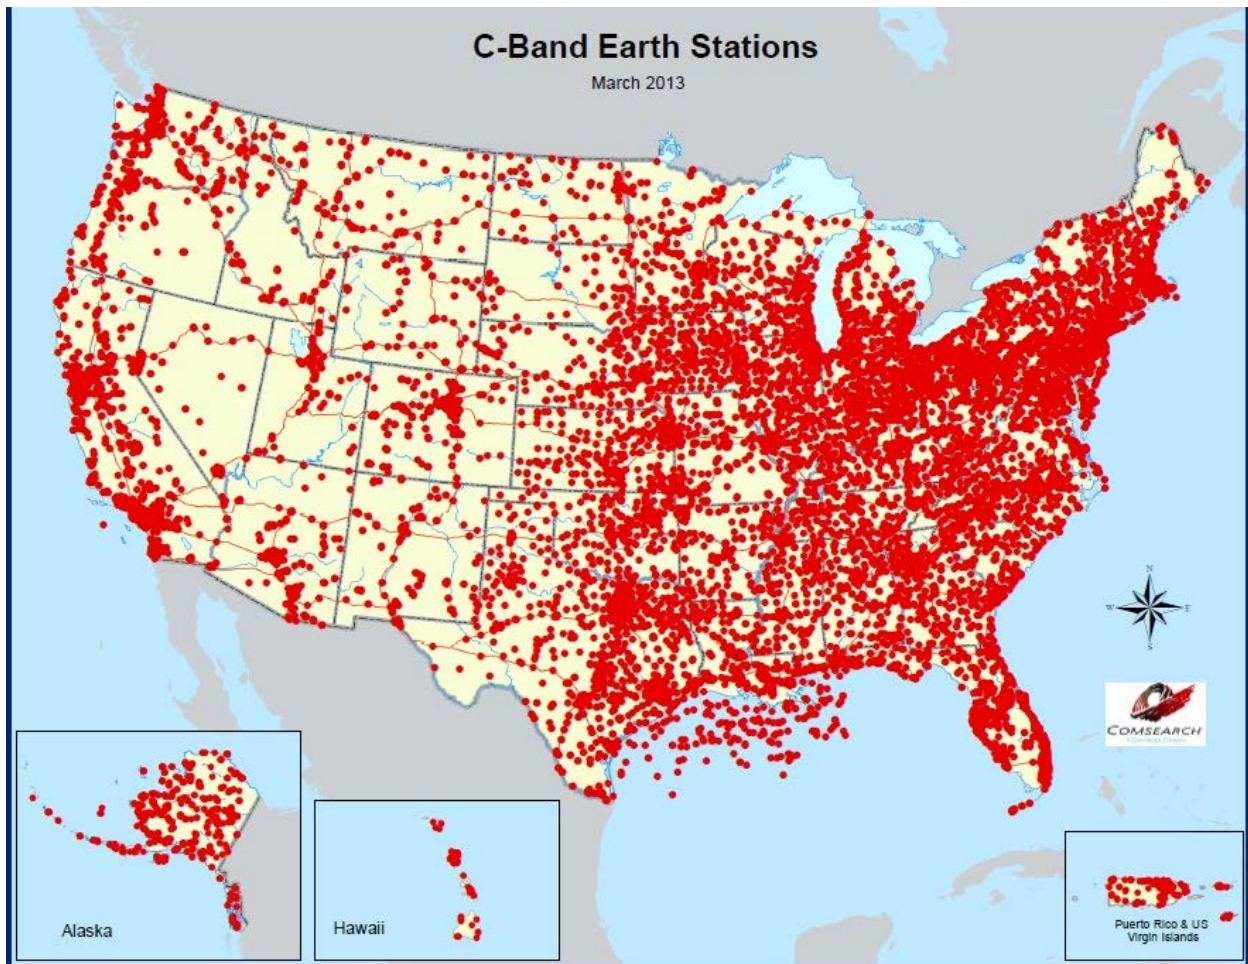 C-Band Earth Stations
March 2013
N
W
E
S
COMSEARCH
Alaska
Hawaii
Puerto Rico & US
Virgin Islands